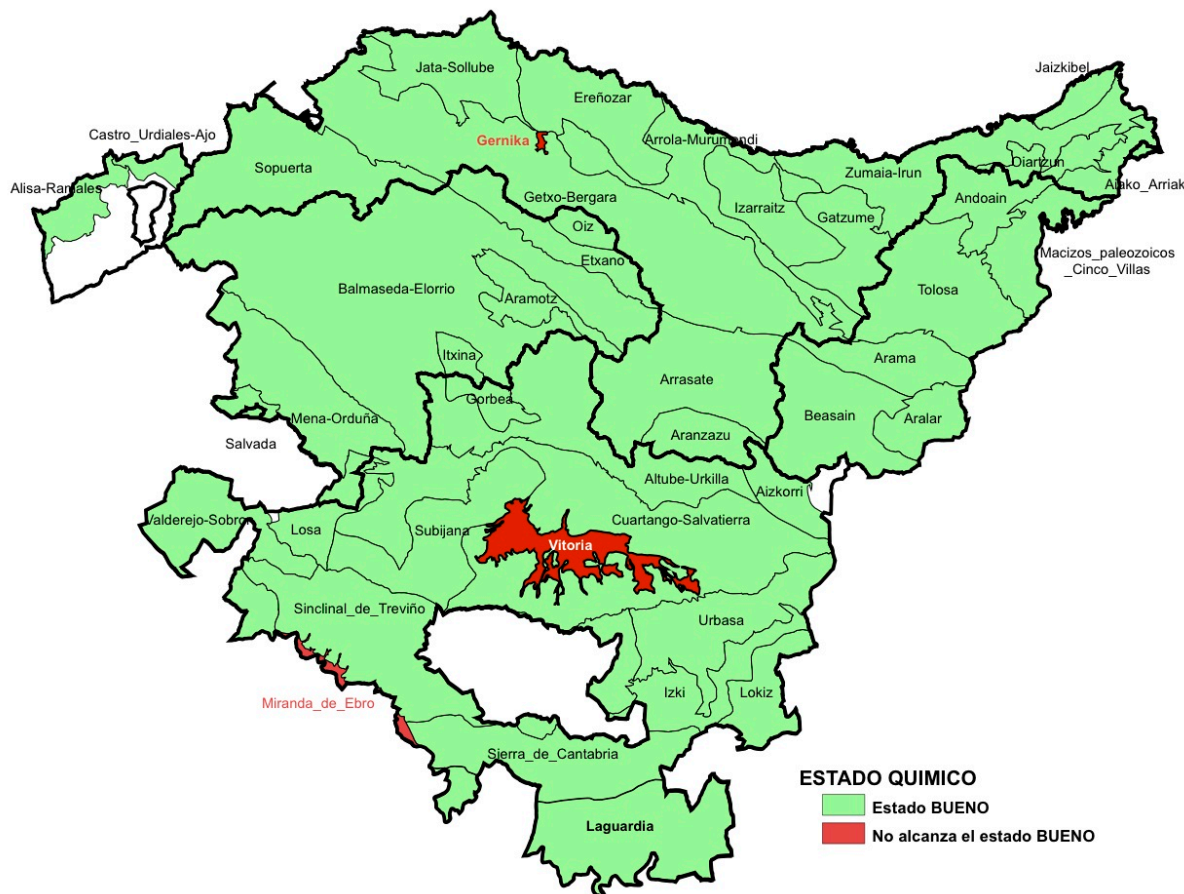 Jaizkibel
Jata-Sollube
Ereñozar
Castro_Urdiales-Ajo
Gernika
Arrola-Murumendi
Oiartzun
Sopuerta
Zumaia-Irun
Alisa-Ramales
Aiako_Arriak
Getxo-Bergara
Andoain
Izarraitz
Gatzume
Oiz
Macizos_paleozoicos
_Cinco_Villas
Etxano
Balmaseda-Elorrio
Aramotz
Tolosa
Itxina
Arama
Arrasate
Gorbea
Mena-Orduña
Beasain
Aralar
Salvada
Aranzazu
Altube-Urkilla
Aizkorri
Valderejo-Sobron
Losa
Subijana
Cuartango-Salvatierra
Vitoria
Sinclinal_de_Treviño
Urbasa
Izki
Lokiz
Miranda_de_Ebro
Sierra_de_Cantabria
ESTADO QUIMICO
Estado BUENO
Laguardia
No alcanza el estado BUENO